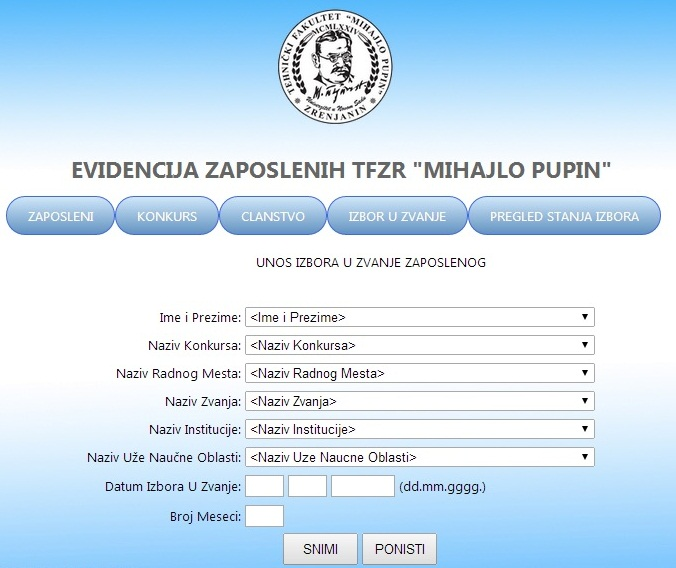 TEHNIČKI FAKULTET "MIHAJLO PUPIN"
MCMLXXIV
Univerzitet u Novom Sadu
ZRENJANIN
EVIDENCIJA ZAPOSLENIH TFZR "MIHAJLO PUPIN"
ZAPOSLENI KONKURS CLANSTVO IZBOR U ZVANJE PREGLED STANJA IZBORA
UNOS IZBORA U ZVANJE ZAPOSLENOG
Ime i Prezime: <Ime i Prezime>
Naziv Konkursa: <Naziv Konkursa>
Naziv Radnog Mesta: <Naziv Radnog Mesta>
Naziv Zvanja: <Naziv Zvanja>
Naziv Institucije: <Naziv Institucije>
Naziv Uže Naučne Oblasti: <Naziv Uze Naucne Oblasti>
Datum Izbora U Zvanje: (dd.mm.gggg.)
Broj Meseci:
SNIMI PONISTI